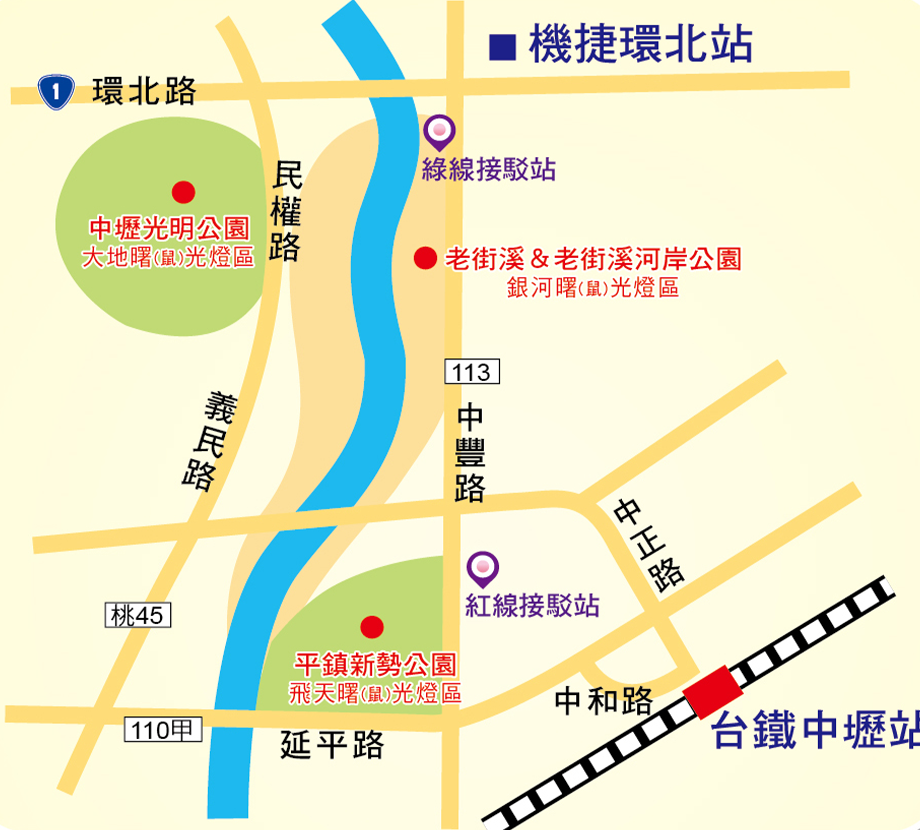 機捷環北站
1
環北路
綠線接駁站
民權路
中壢光明公園
大地曙(鼠)光燈區
老街溪&老街溪河岸公園
銀河曙(鼠)光燈區
113
義民路
中豐路
中正路
紅線接駁站
桃45
平鎮新勢公園
飛天曙(鼠)光燈區
中和路
110甲
延平路
台鐵中壢站